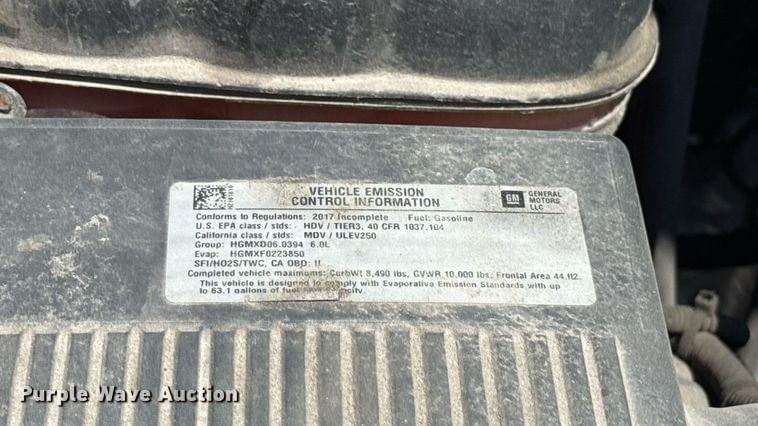 VEHICLE EMISSION
CONTROL INFORMATION
GM
GENERAL
MOTORS
LLC
Conforms to Regulations: 2017 Incomplete Fuel: Gasoline
U.S. EPA class / stds: HDV / TIER3, 40 CFR 1037.104
California class / stds: MDV / ULEV250
Group: HGMXD06.0394 6.0L
Evap: HGMXF0223850
SFI/HO2S/TWC, CA OBD: II
Completed vehicle maximums: CurbWt 8,490 lbs, GVWR 10,000 lbs, Frontal Area 44 ft2.
This vehicle is designed to comply with Evaporative Emission Standards with up
to 63.1 gallons of fuel capacity.
Purple Wave Auction